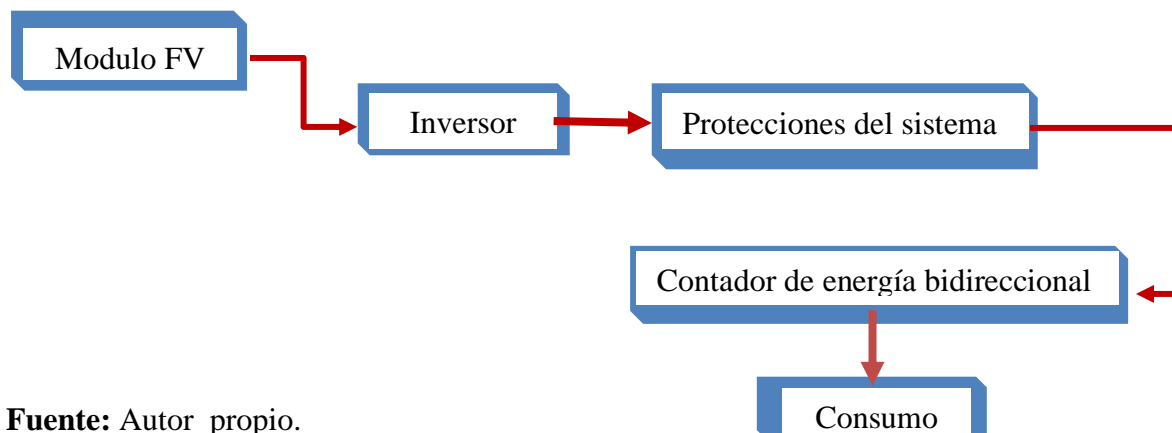 Modulo FV
Inversor
Protecciones del sistema
Contador de energía bidireccional
Consumo
Fuente: Autor propio.